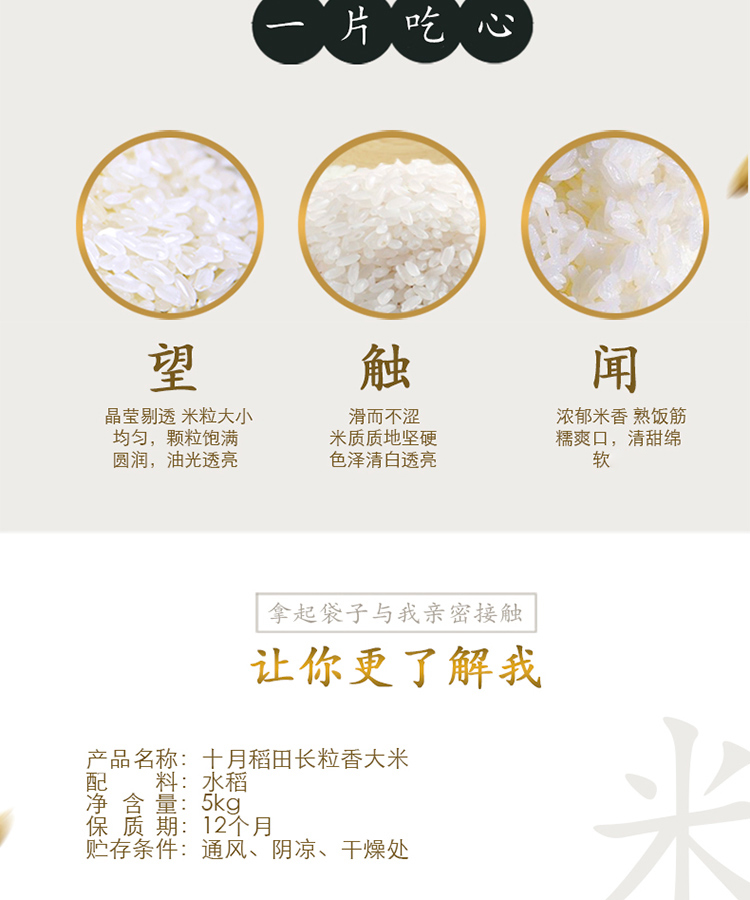 一片吃心
望
晶莹剔透 米粒大小
均匀，颗粒饱满
圆润，油光透亮
触
滑而不涩
米质质地坚硬
色泽清白透亮
闻
浓郁米香 熟饭筋
糯爽口，清甜绵
软
拿起袋子与我亲密接触
让你更了解我
产品名称：十月稻田长粒香大米
配料：水稻
净含量：5kg
保质期：12个月
贮存条件：通风、阴凉、干燥处
米